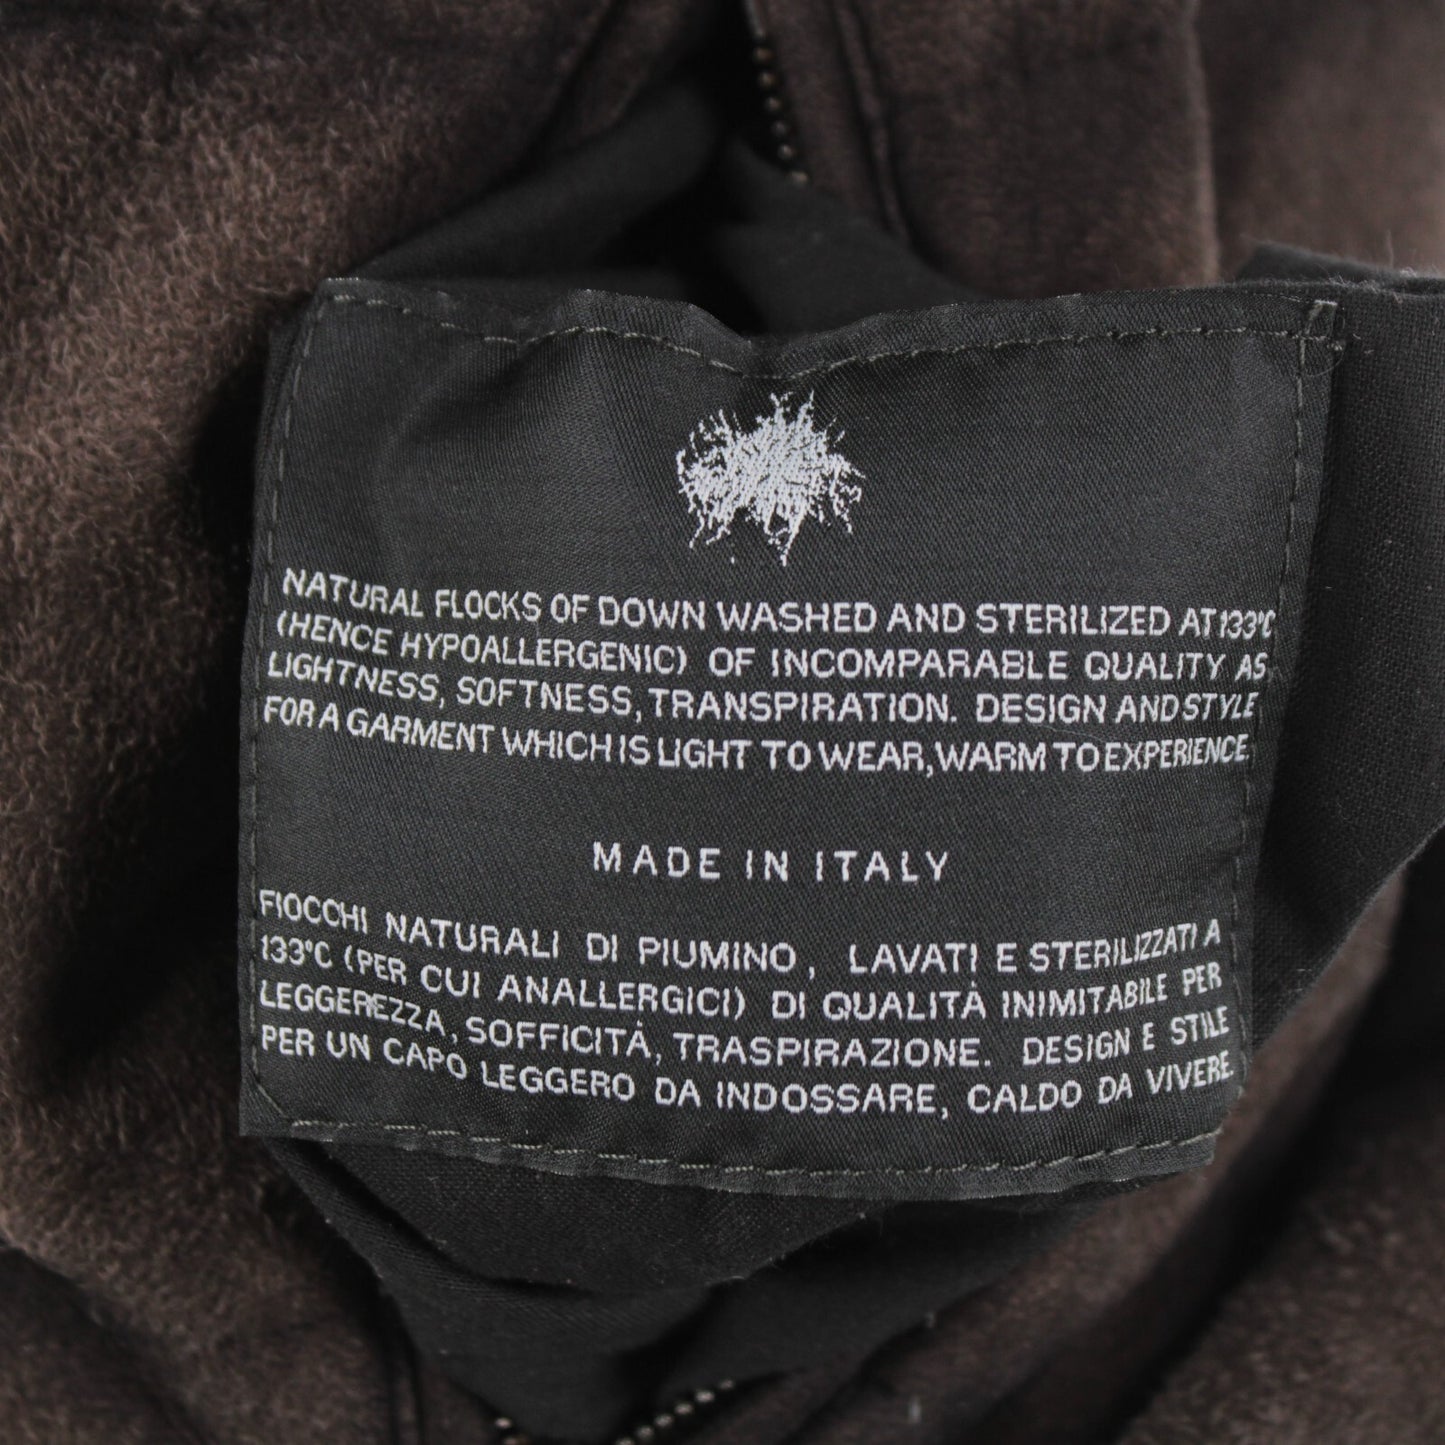 NATURAL FLOCKS OF DOWN WASHED AND STERILIZED AT 133°C
(HENCE HYPOALLERGENIC) OF INCOMPARABLE QUALITY AS
LIGHTNESS, SOFTNESS, TRANSPIRATION. DESIGN AND STYLE
FOR A GARMENT WHICH IS LIGHT TO WEAR, WARM TO EXPERIENCE.
MADE IN ITALY
FIOCCHI NATURALI DI PIUMINO, LAVATI E STERILIZZATI A
133°C (PER CUI ANALLERGICI) DI QUALITÀ INIMITABILE PER
LEGGEREZZA, SOFFICITÀ, TRASPIRAZIONE. DESIGN E STILE
PER UN CAPO LEGGERO DA INDOSSARE, CALDO DA VIVERE.